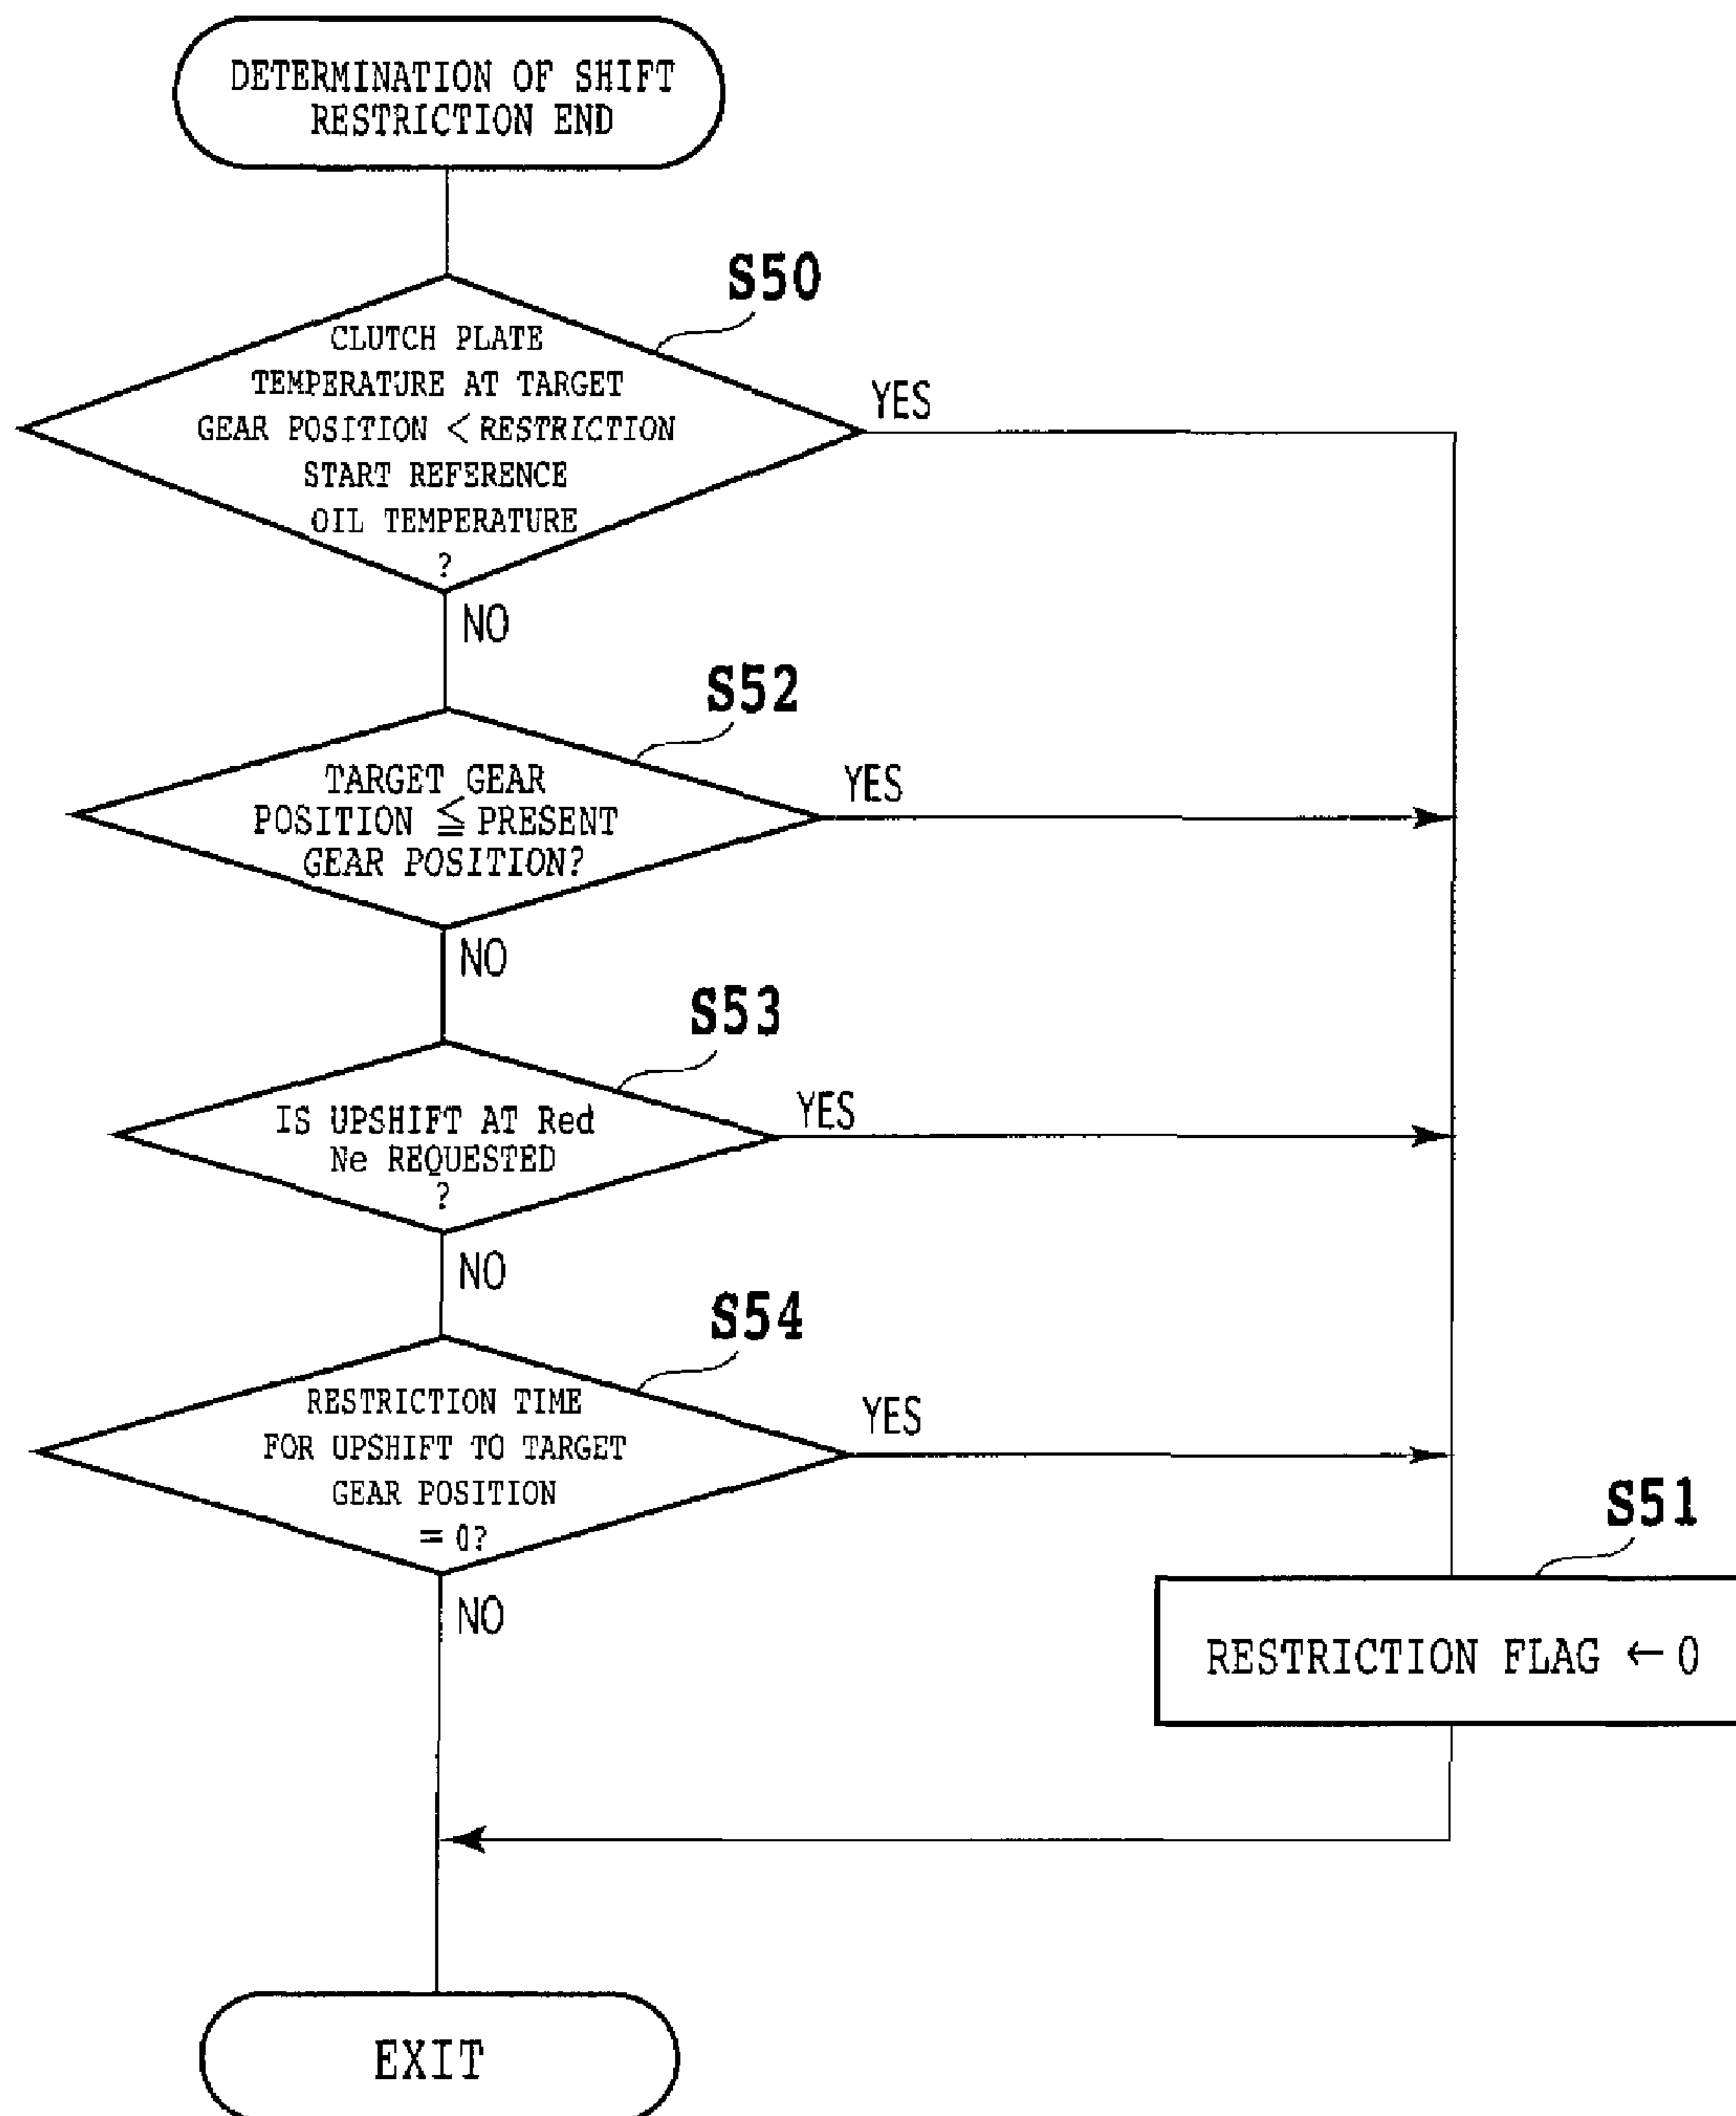 DETERMINATION OF SHIFT
RESTRICTION END
S50
CLUTCH PLATE
TEMPERATURE AT TARGET
GEAR POSITION < RESTRICTION
START REFERENCE
OIL TEMPERATURE
?
YES
NO
S52
TARGET GEAR
POSITION ≦ PRESENT
GEAR POSITION?
YES
NO
S53
IS UPSHIFT AT Red
Ne REQUESTED
?
YES
NO
S54
RESTRICTION TIME
FOR UPSHIFT TO TARGET
GEAR POSITION
= 0?
YES
NO
S51
RESTRICTION FLAG ← 0
EXIT